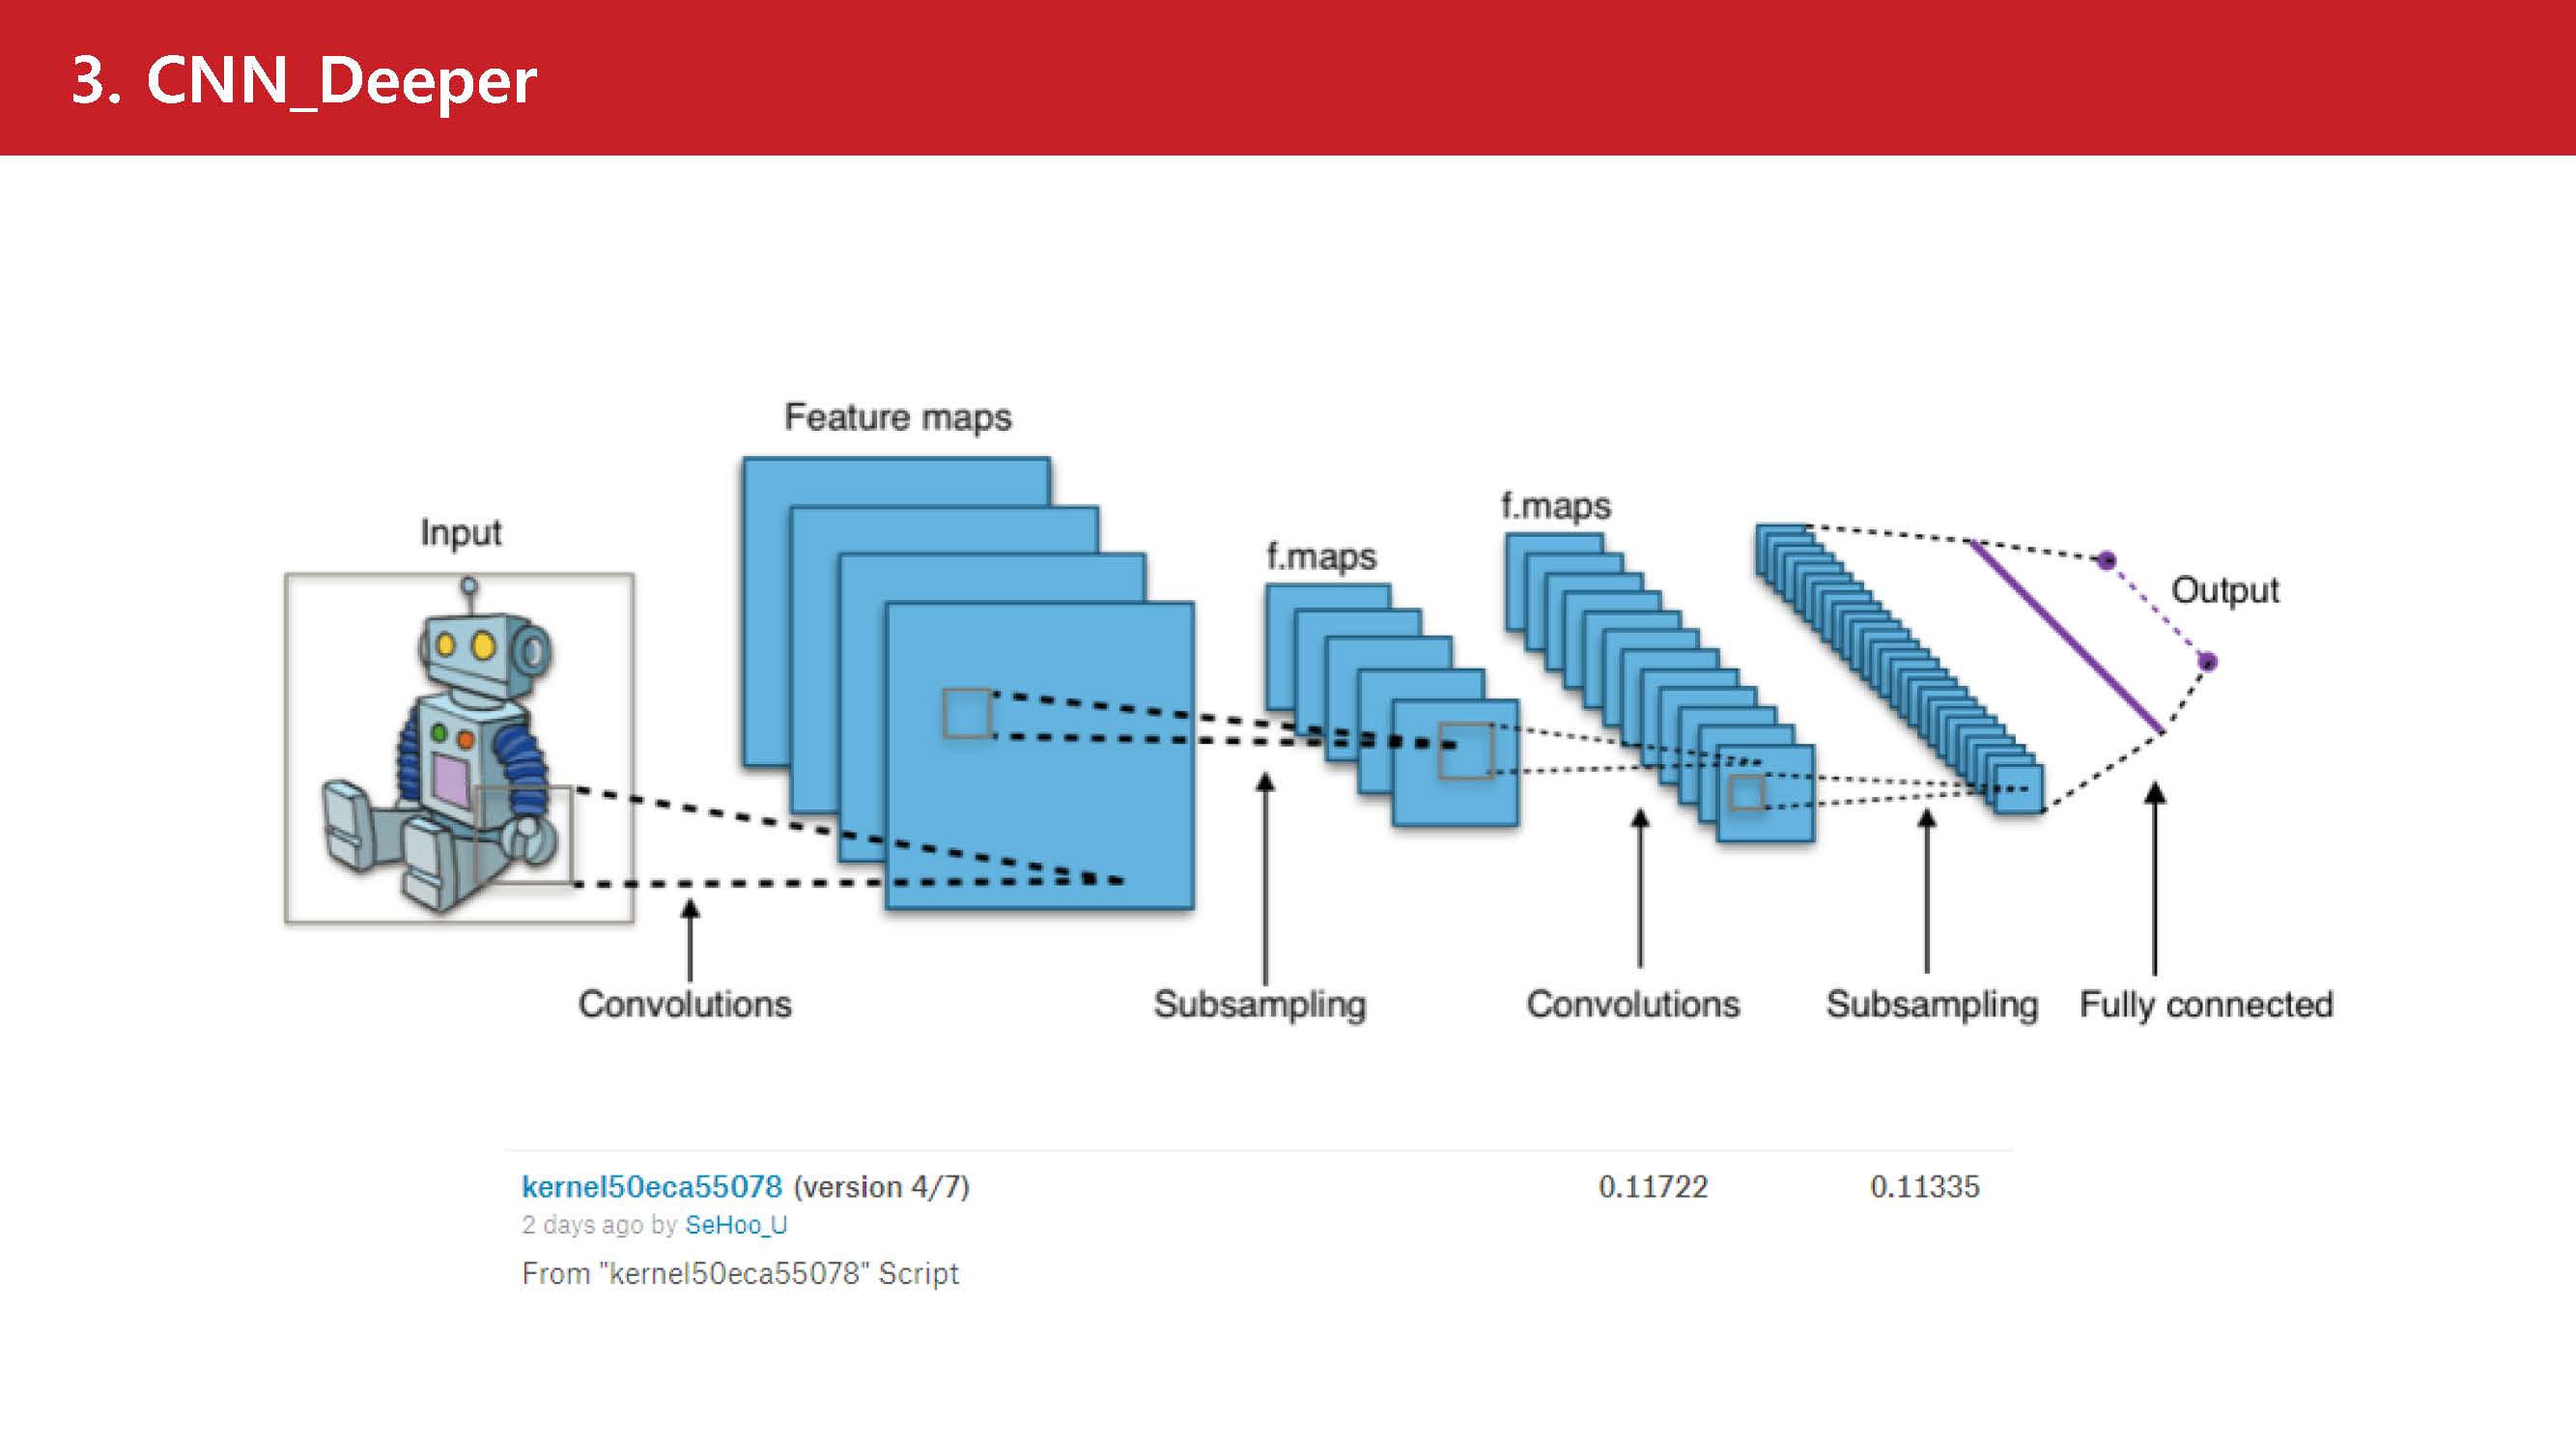 3. CNN_Deeper
Feature maps
Input
f.maps
f.maps
Output
Convolutions
Subsampling
Convolutions
Subsampling
Fully connected
kernel50eca55078 (version 4/7) 0.11722 0.11335
2 days ago by SeHoo_U
From "kernel50eca55078" Script